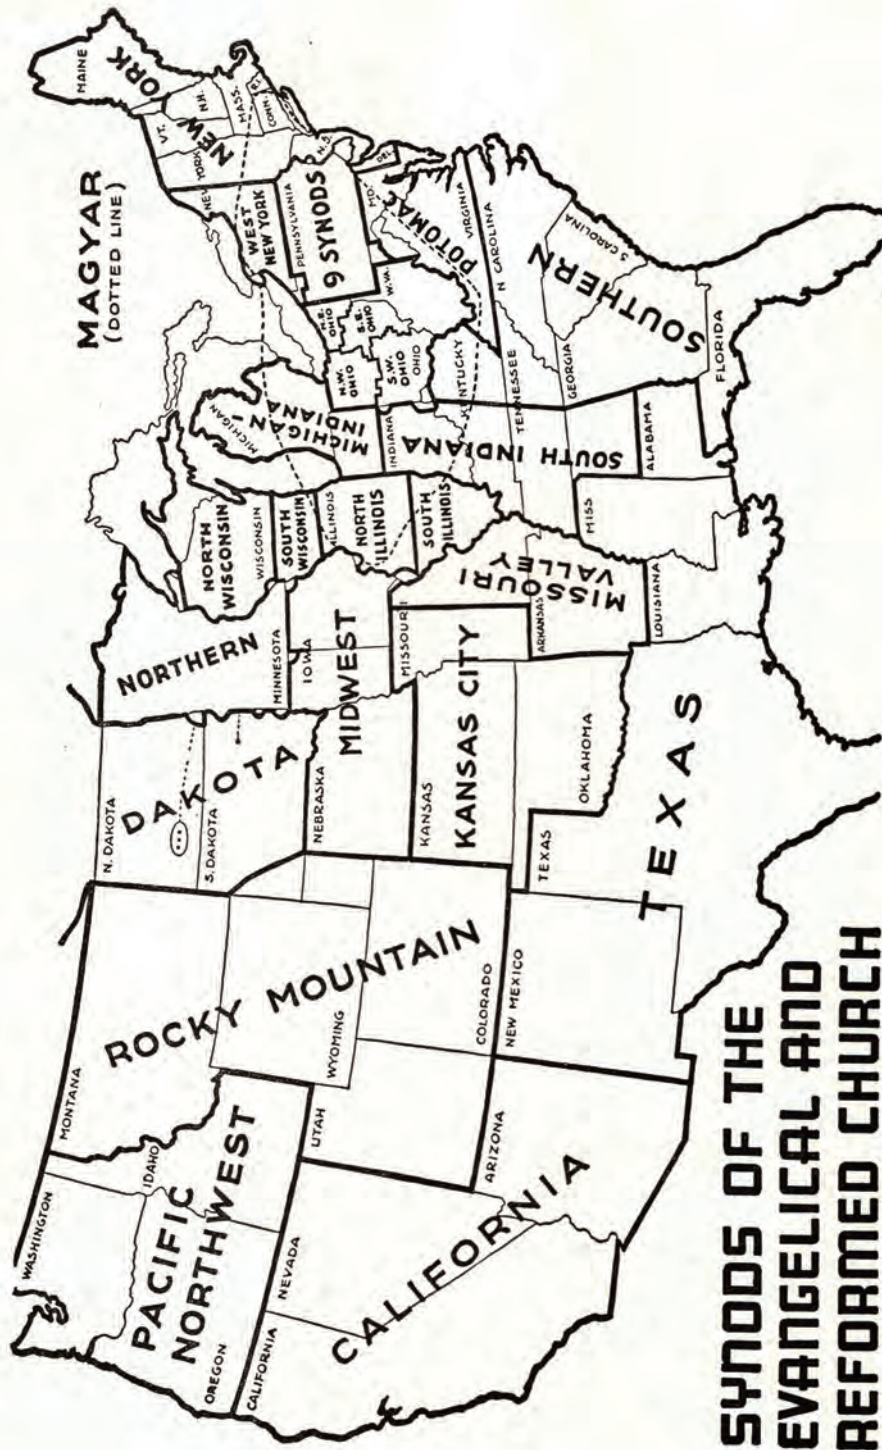 SYNODS OF THE
EVANGELICAL AND
REFORMED CHURCH
MAGYAR
(DOTTED LINE)
WASHINGTON
OREGON
IDAHO
PACIFIC
NORTHWEST
CALIFORNIA
NEVADA
CALIFORNIA
UTAH
ARIZONA
MONTANA
WYOMING
COLORADO
ROCKY MOUNTAIN
NEW MEXICO
TEXAS
TEXAS
OKLAHOMA
N. DAKOTA
S. DAKOTA
DAKOTA
NEBRASKA
KANSAS
KANSAS CITY
MIDWEST
IOWA
MINNESOTA
NORTHERN
MISSOURI
ARKANSAS
MISSOURI
VALLEY
LOUISIANA
NORTH
WISCONSIN
WISCONSIN
SOUTH
WISCONSIN
ILLINOIS
NORTH
ILLINOIS
SOUTH
ILLINOIS
MICHIGAN
MICHIGAN
INDIANA
INDIANA
SOUTH INDIANA
KENTUCKY
TENNESSEE
MISS
ALABAMA
N.W.
OHIO
N.E.
OHIO
S.W.
OHIO
S.E.
OHIO
OHIO
W.VA.
PENNSYLVANIA
9 SYNODS
WEST
NEW YORK
NEW YORK
NEW YORK
MAINE
VT.
N.H.
MASS.
CONN.
R.I.
N.J.
DEL.
MD.
POTOMAC
VIRGINIA
N CAROLINA
S CAROLINA
GEORGIA
SOUTHERN
FLORIDA